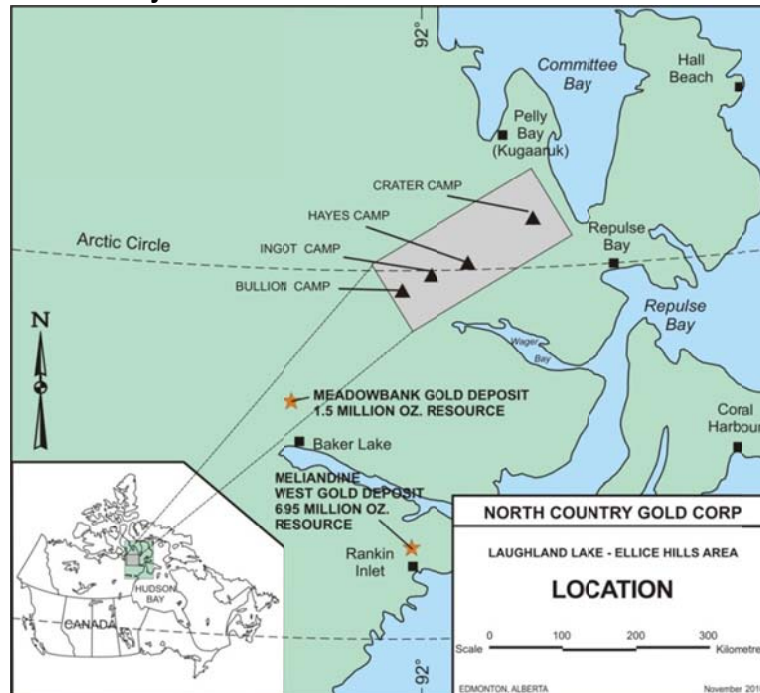 92°
Committee
Bay
Hall
Beach
Pelly
Bay
(Kugaaruk)
CRATER CAMP
HAYES CAMP
Repulse
Bay
Arctic Circle
INGOT CAMP
BULLION CAMP
Repulse
Bay
N
Wager
Bay
MEADOWBANK GOLD DEPOSIT
1.5 MILLION OZ. RESOURCE
Coral
Harbour
Baker Lake
MELIANDINE
WEST GOLD DEPOSIT
695 MILLION OZ.
RESOURCE
Rankin
Inlet
HUDSON
BAY
CANADA
92°
NORTH COUNTRY GOLD CORP
LAUGHLAND LAKE - ELLICE HILLS AREA
LOCATION
0 100 200 300
Scale Kilometre
EDMONTON, ALBERTA November 201